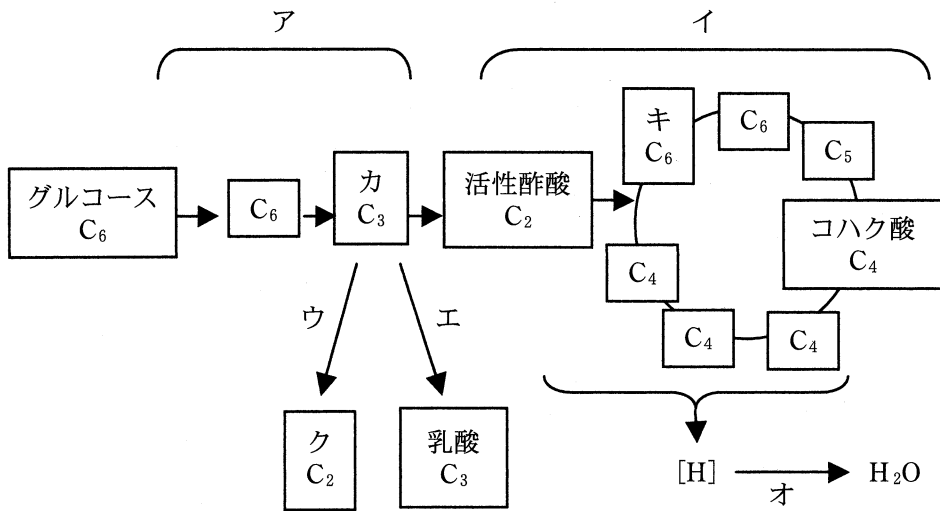 ア
イ
グルコース
C₆
C₆
カ
C₃
活性酢酸
C₂
キ
C₆
C₆
C₅
コハク酸
C₄
C₄
C₄
C₄
ウ
エ
ク
C₂
乳酸
C₃
[H]
オ
H₂O